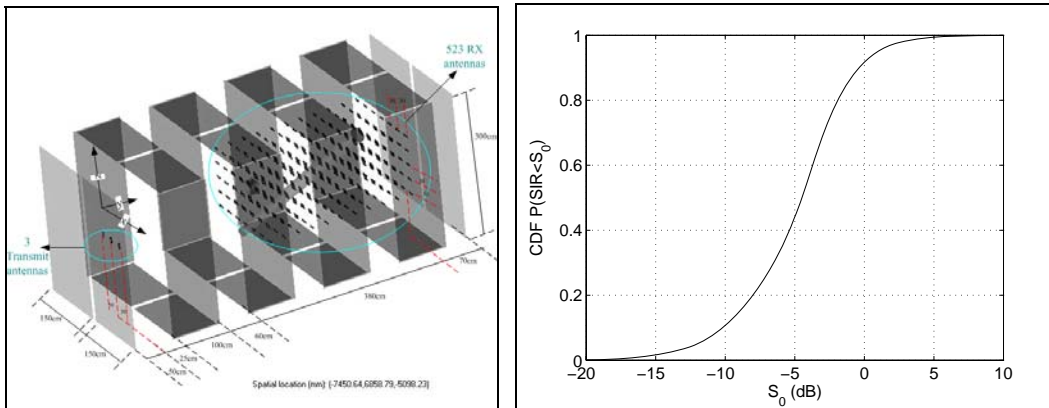 523 RX
antennas
300cm
3
Transmit
antennas
70cm
380cm
60cm
100cm
25cm
50cm
150cm
150cm
Spatial location (mm): (-7450.64,6858.79,-5098.23)
1
0.8
0.6
0.4
0.2
0
CDF P(SIR<S0)
−20 −15 −10 −5 0 5 10
S0 (dB)